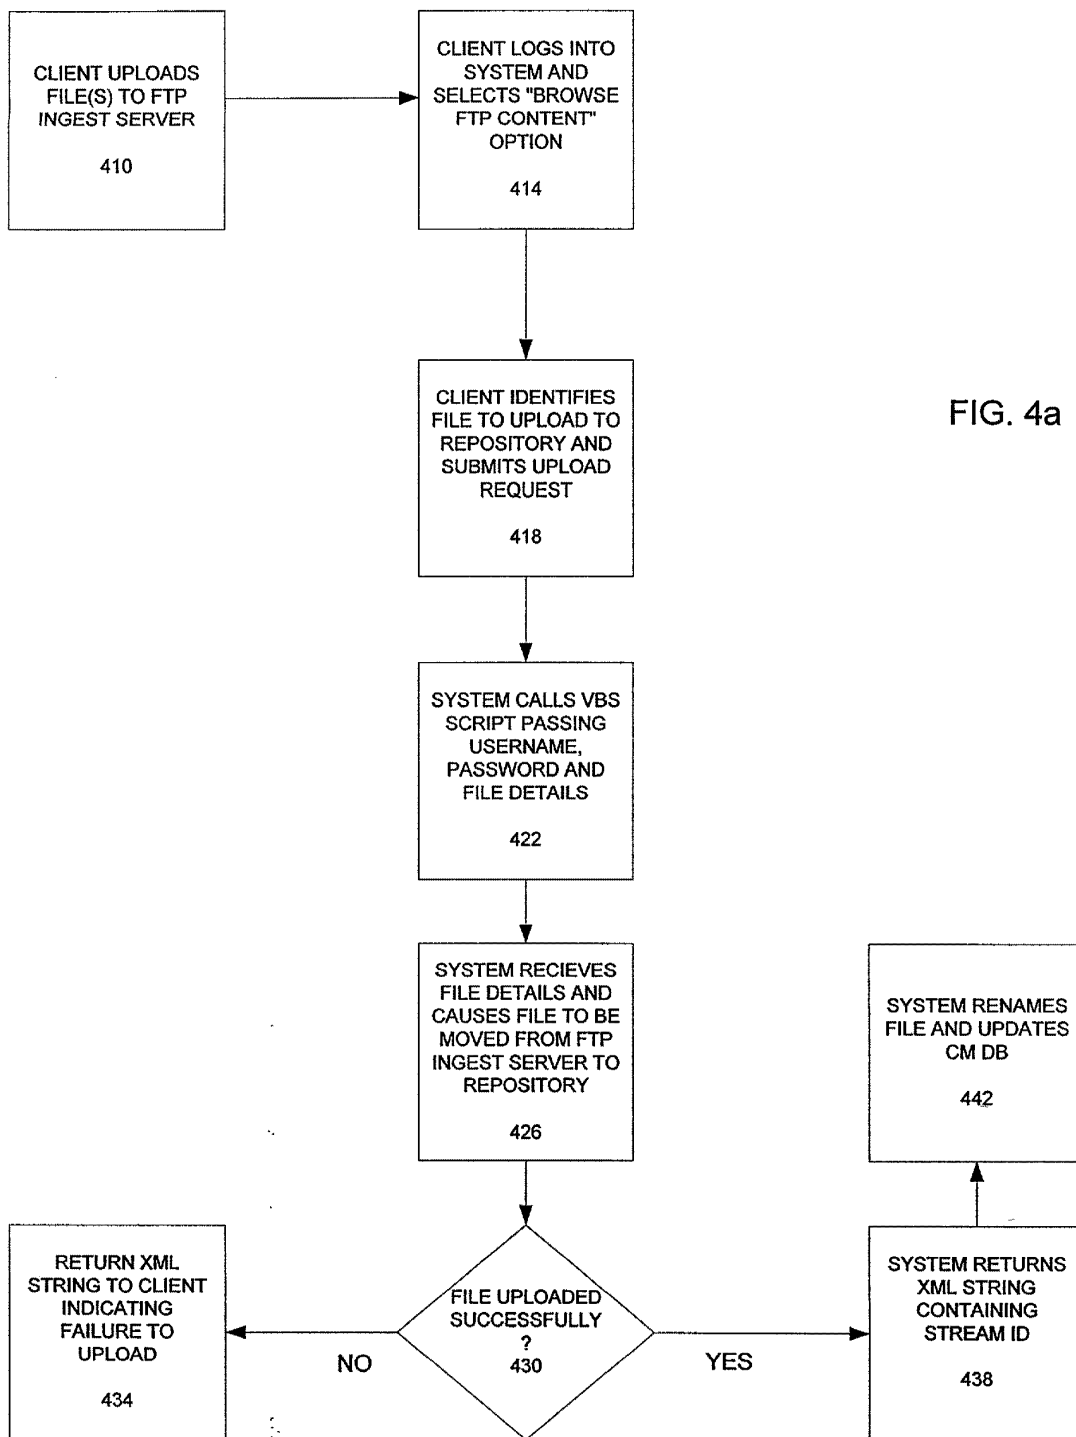 CLIENT UPLOADS
FILE(S) TO FTP
INGEST SERVER
410
CLIENT LOGS INTO
SYSTEM AND
SELECTS "BROWSE
FTP CONTENT"
OPTION
414
CLIENT IDENTIFIES
FILE TO UPLOAD TO
REPOSITORY AND
SUBMITS UPLOAD
REQUEST
418
FIG. 4a
SYSTEM CALLS VBS
SCRIPT PASSING
USERNAME,
PASSWORD AND
FILE DETAILS
422
SYSTEM RECIEVES
FILE DETAILS AND
CAUSES FILE TO BE
MOVED FROM FTP
INGEST SERVER TO
REPOSITORY
426
FILE UPLOADED
SUCCESSFULLY
?
430
NO
RETURN XML
STRING TO CLIENT
INDICATING
FAILURE TO
UPLOAD
434
YES
SYSTEM RETURNS
XML STRING
CONTAINING
STREAM ID
438
SYSTEM RENAMES
FILE AND UPDATES
CM DB
442